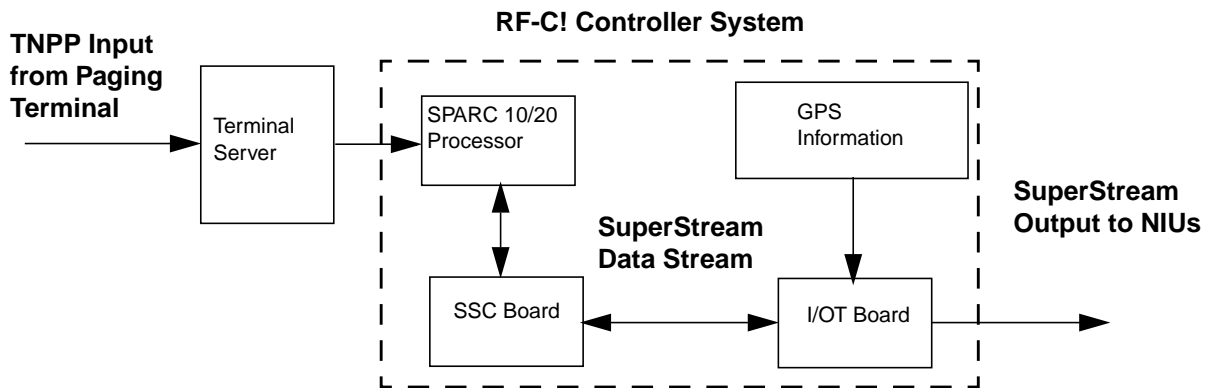 RF-C! Controller System
TNPP Input
from Paging
Terminal
Terminal
Server
SPARC 10/20
Processor
GPS
Information
SuperStream
Output to NIUs
SuperStream
Data Stream
SSC Board
I/OT Board